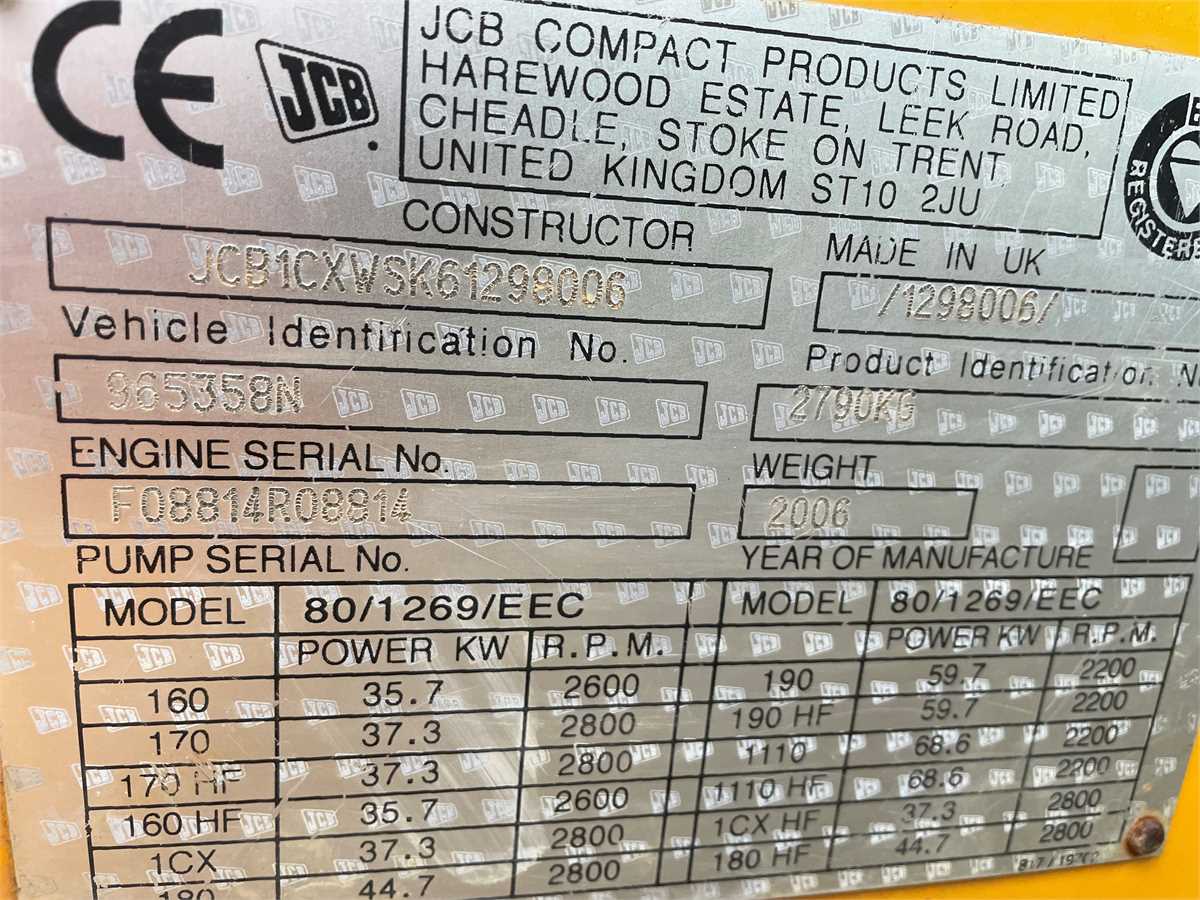 CE
JCB
JCB COMPACT PRODUCTS LIMITED
HAREWOOD ESTATE, LEEK ROAD,
CHEADLE, STOKE ON TRENT,
UNITED KINGDOM ST10 2JU
CONSTRUCTOR
MADE IN UK
JCB1CXWSK61298006
/1298006/
Vehicle Identification No.
Product Identification N
965358N
2790KG
ENGINE SERIAL No.
WEIGHT
F08814R08814
2006
PUMP SERIAL No.
YEAR OF MANUFACTURE
REGISTERE
MODEL 80/1269/EEC MODEL 80/1269/EEC
POWER KW R.P.M. POWER KW R.P.M.
160 35.7 2600 190 59.7 2200
170 37.3 2800 190 HF 59.7 2200
170 HF 37.3 2800 1110 68.6 2200
160 HF 35.7 2600 1110 HF 68.6 2200
1CX 37.3 2800 1CX HF 37.3 2800
180 44.7 2800 180 HF 44.7 2800